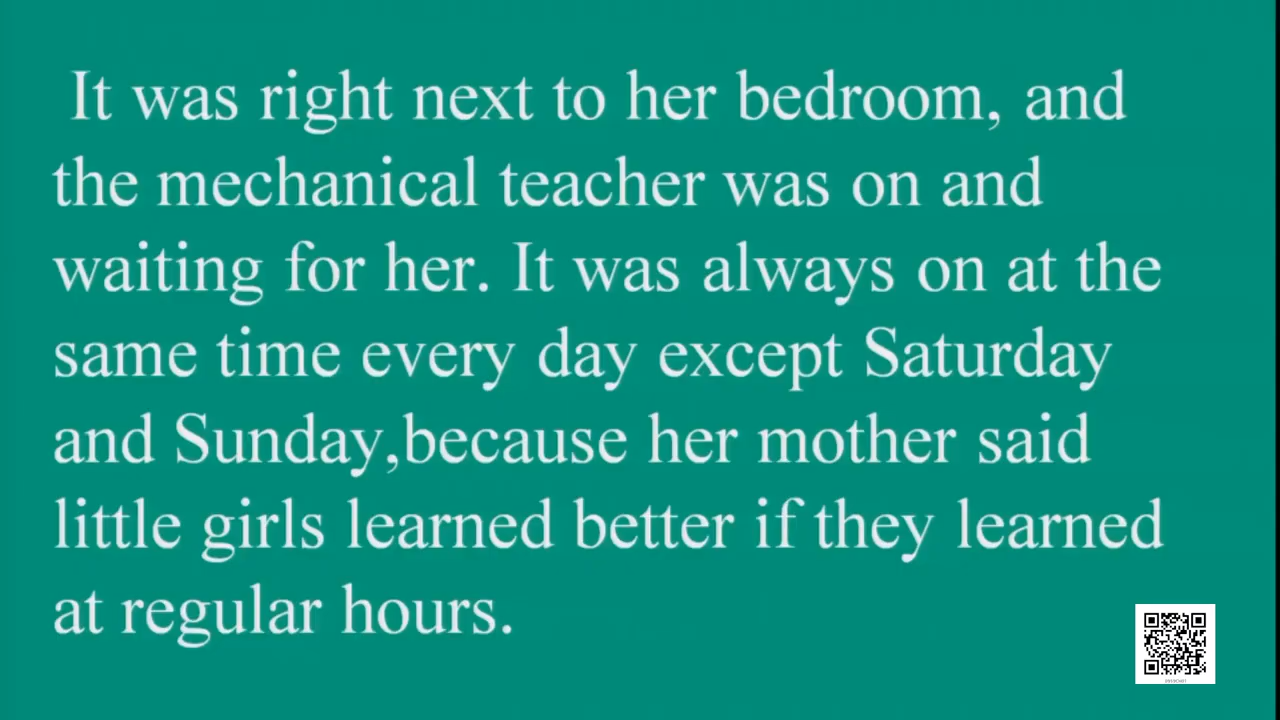 It was right next to her bedroom, and
the mechanical teacher was on and
waiting for her. It was always on at the
same time every day except Saturday
and Sunday,because her mother said
little girls learned better if they learned
at regular hours.